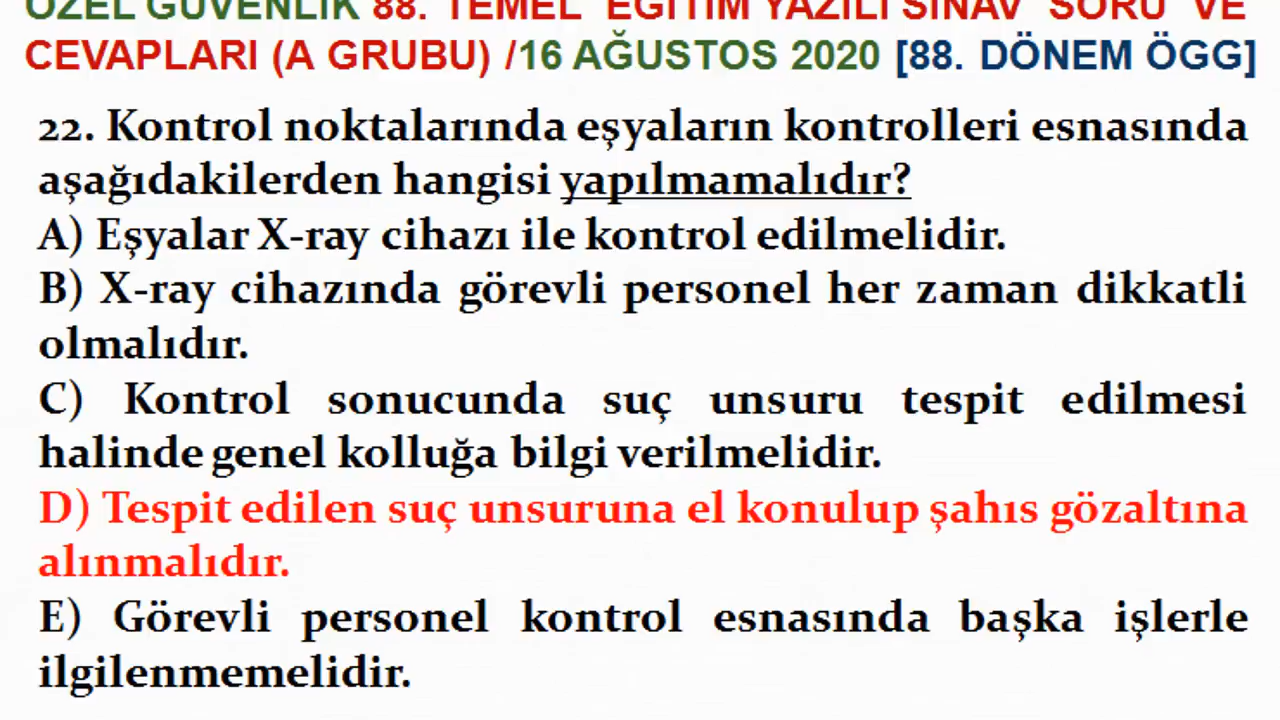 ÖZEL GÜVENLİK 88. TEMEL EĞİTİM YAZILI SINAV SORU VE
CEVAPLARI (A GRUBU) /16 AĞUSTOS 2020 [88. DÖNEM ÖGG]
22. Kontrol noktalarında eşyaların kontrolleri esnasında
aşağıdakilerden hangisi yapılmamalıdır?
A) Eşyalar X-ray cihazı ile kontrol edilmelidir.
B) X-ray cihazında görevli personel her zaman dikkatli
olmalıdır.
C) Kontrol sonucunda suç unsuru tespit edilmesi
halinde genel kolluğa bilgi verilmelidir.
D) Tespit edilen suç unsuruna el konulup şahıs gözaltına
alınmalıdır.
E) Görevli personel kontrol esnasında başka işlerle
ilgilenmemelidir.